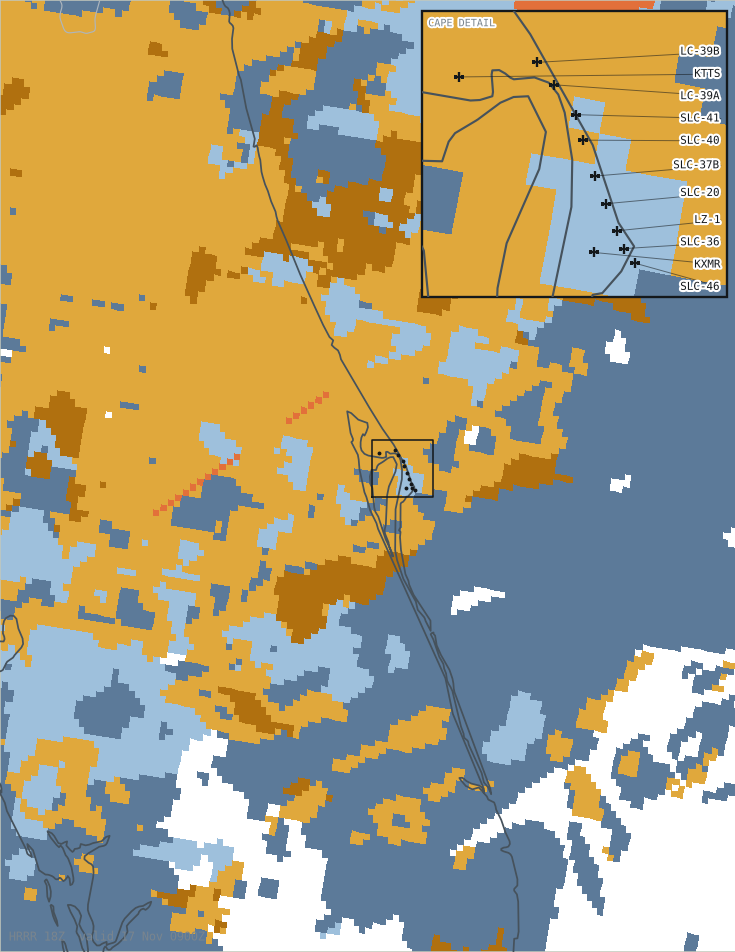 CAPE DETAIL
LC-39B
KTTS
LC-39A
SLC-41
SLC-40
SLC-37B
SLC-20
LZ-1
SLC-36
KXMR
SLC-46
HRRR 18Z